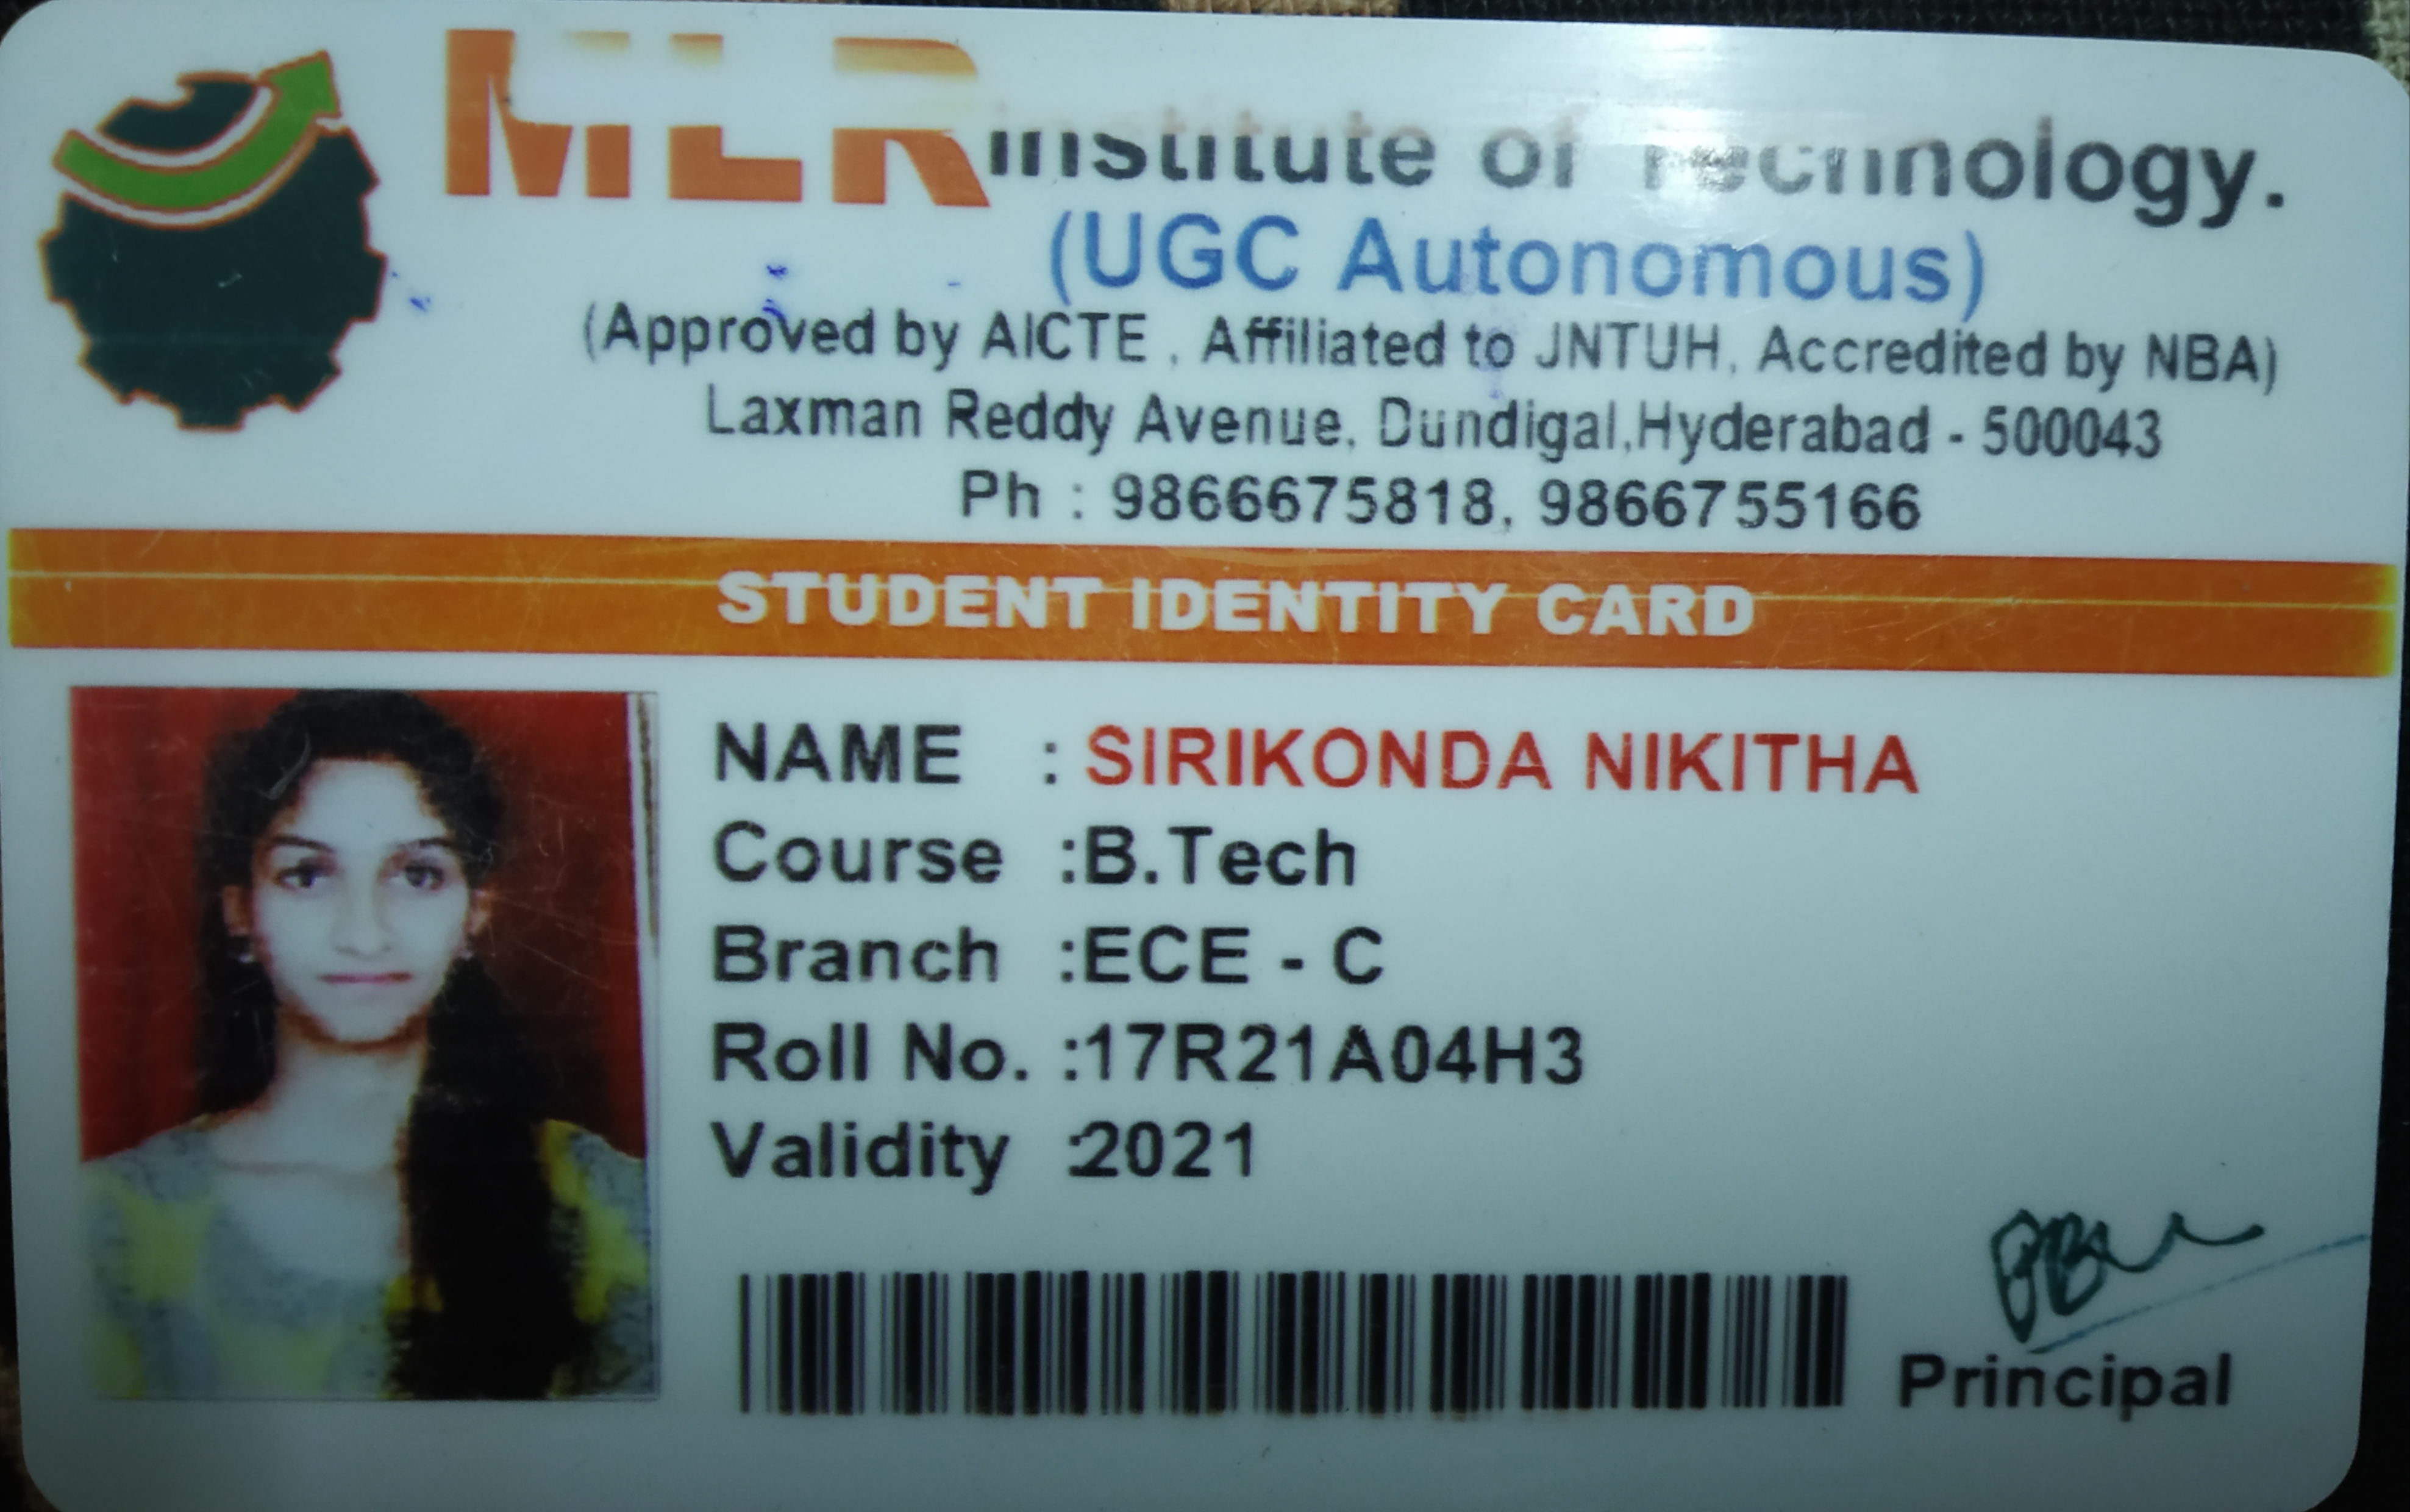 MLR Institute of Technology.
(UGC Autonomous)
(Approved by AICTE , Affiliated to JNTUH, Accredited by NBA)
Laxman Reddy Avenue, Dundigal,Hyderabad - 500043
Ph : 9866675818, 9866755166
STUDENT IDENTITY CARD
NAME : SIRIKONDA NIKITHA
Course :B.Tech
Branch :ECE - C
Roll No. :17R21A04H3
Validity :2021
Principal